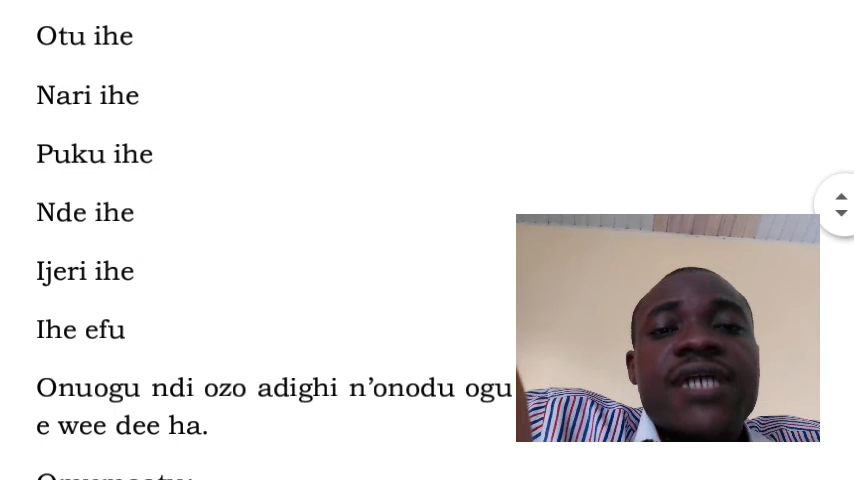 Otu ihe
Nari ihe
Puku ihe
Nde ihe
Ijeri ihe
Ihe efu
Onuogu ndi ozo adighi n’onodu ogu
e wee dee ha.